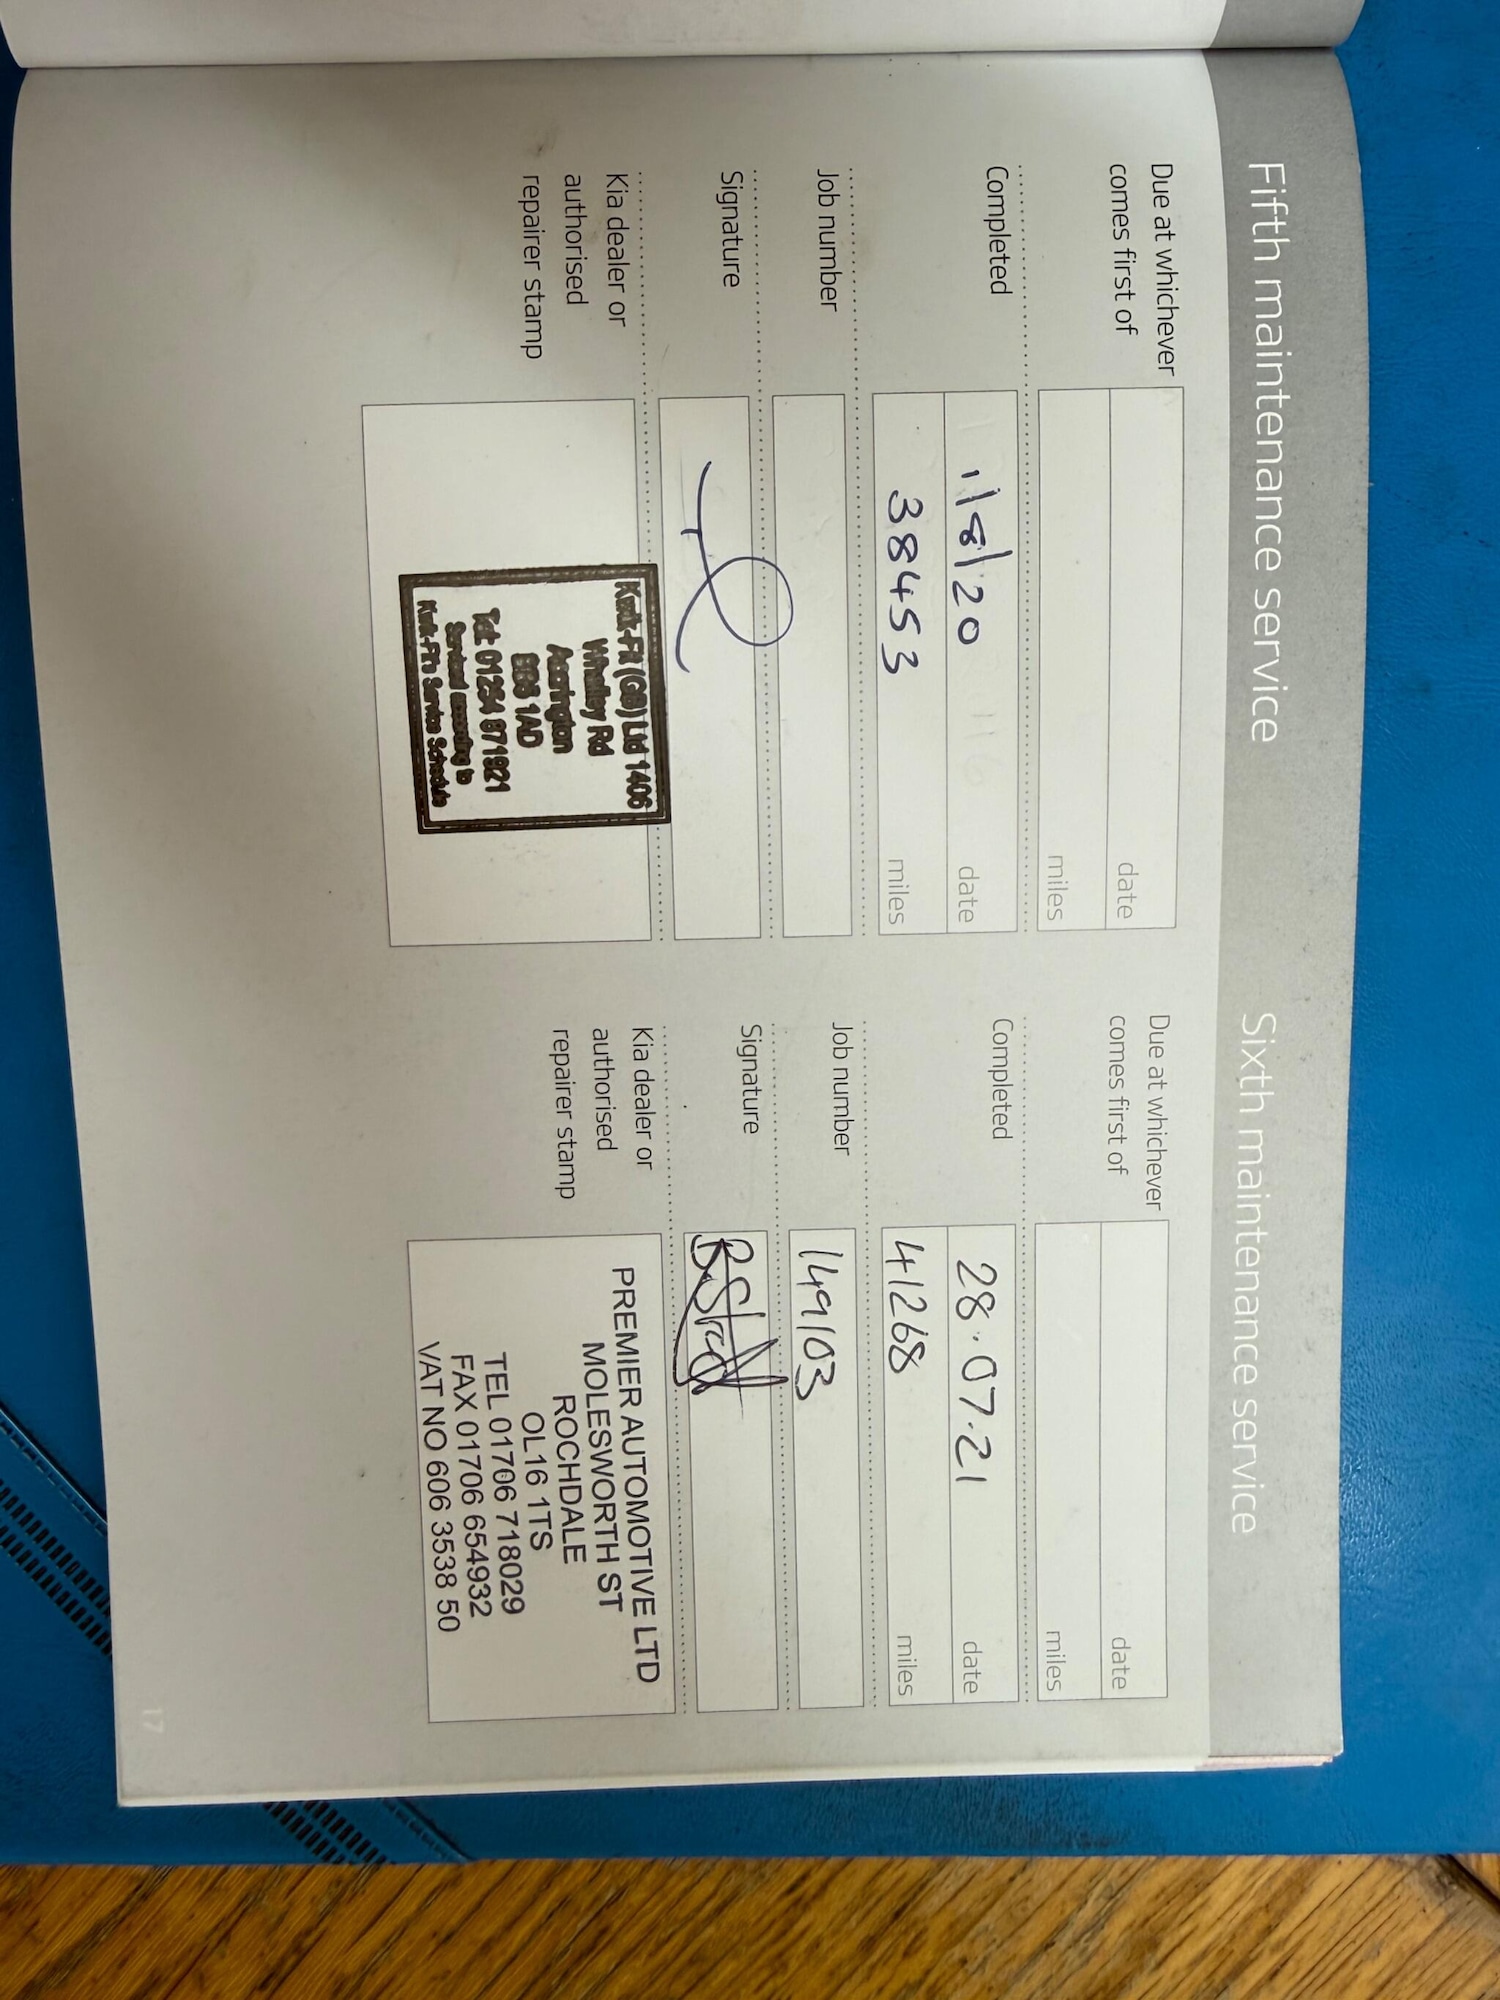 Fifth maintenance service
Due at whichever
comes first of
date
miles
Completed
1/8/20
date
38453
miles
Job number
Signature
Kia dealer or
authorised
repairer stamp
Kwik-Fit (GB) Ltd 1406
Whalley Rd
Accrington
BB5 1AD
Tel: 01254 871921
Serviced according to
Kwik-Fit's Service Schedule
Sixth maintenance service
Due at whichever
comes first of
date
miles
Completed
28.07.21
date
41268
miles
Job number
149103
Signature
Kia dealer or
authorised
repairer stamp
PREMIER AUTOMOTIVE LTD
MOLESWORTH ST
ROCHDALE
OL16 1TS
TEL 01706 718029
FAX 01706 654932
VAT NO 606 3538 50
17